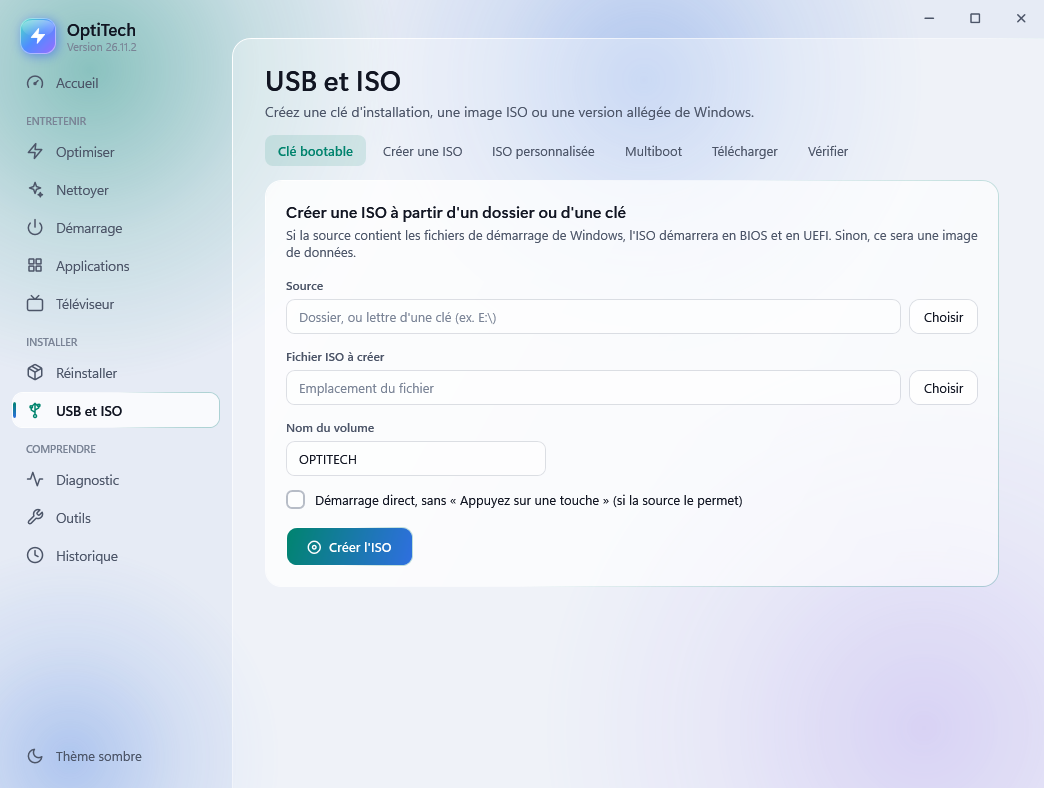 OptiTech
Version 26.11.2
Accueil
ENTRETENIR
Optimiser
Nettoyer
Démarrage
Applications
Téléviseur
INSTALLER
Réinstaller
USB et ISO
COMPRENDRE
Diagnostic
Outils
Historique
Thème sombre
USB et ISO
Créez une clé d'installation, une image ISO ou une version allégée de Windows.
Clé bootable
Créer une ISO
ISO personnalisée
Multiboot
Télécharger
Vérifier
Créer une ISO à partir d'un dossier ou d'une clé
Si la source contient les fichiers de démarrage de Windows, l'ISO démarrera en BIOS et en UEFI. Sinon, ce sera une image
de données.
Source
Dossier, ou lettre d'une clé (ex. E:\)
Choisir
Fichier ISO à créer
Emplacement du fichier
Choisir
Nom du volume
OPTITECH
Démarrage direct, sans « Appuyez sur une touche » (si la source le permet)
Créer l'ISO